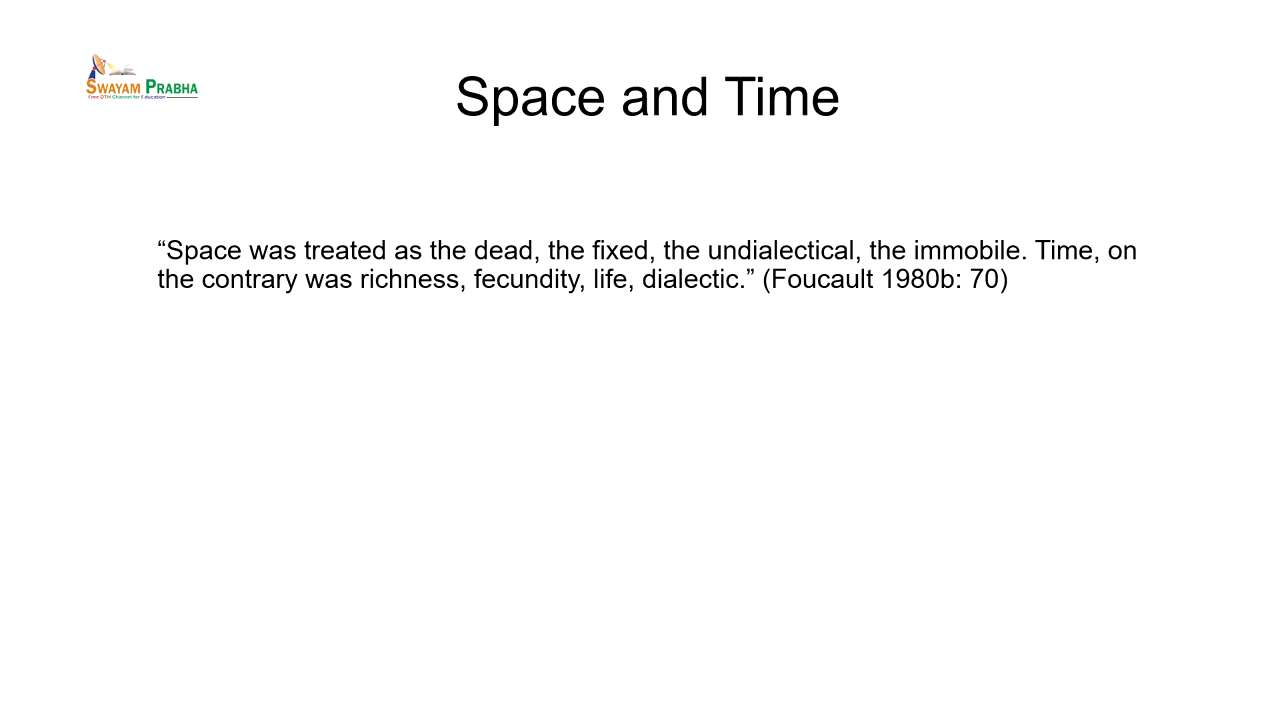 SWAYAM PRABHA
Free DTH Channel for Education
Space and Time
“Space was treated as the dead, the fixed, the undialectical, the immobile. Time, on
the contrary was richness, fecundity, life, dialectic.” (Foucault 1980b: 70)